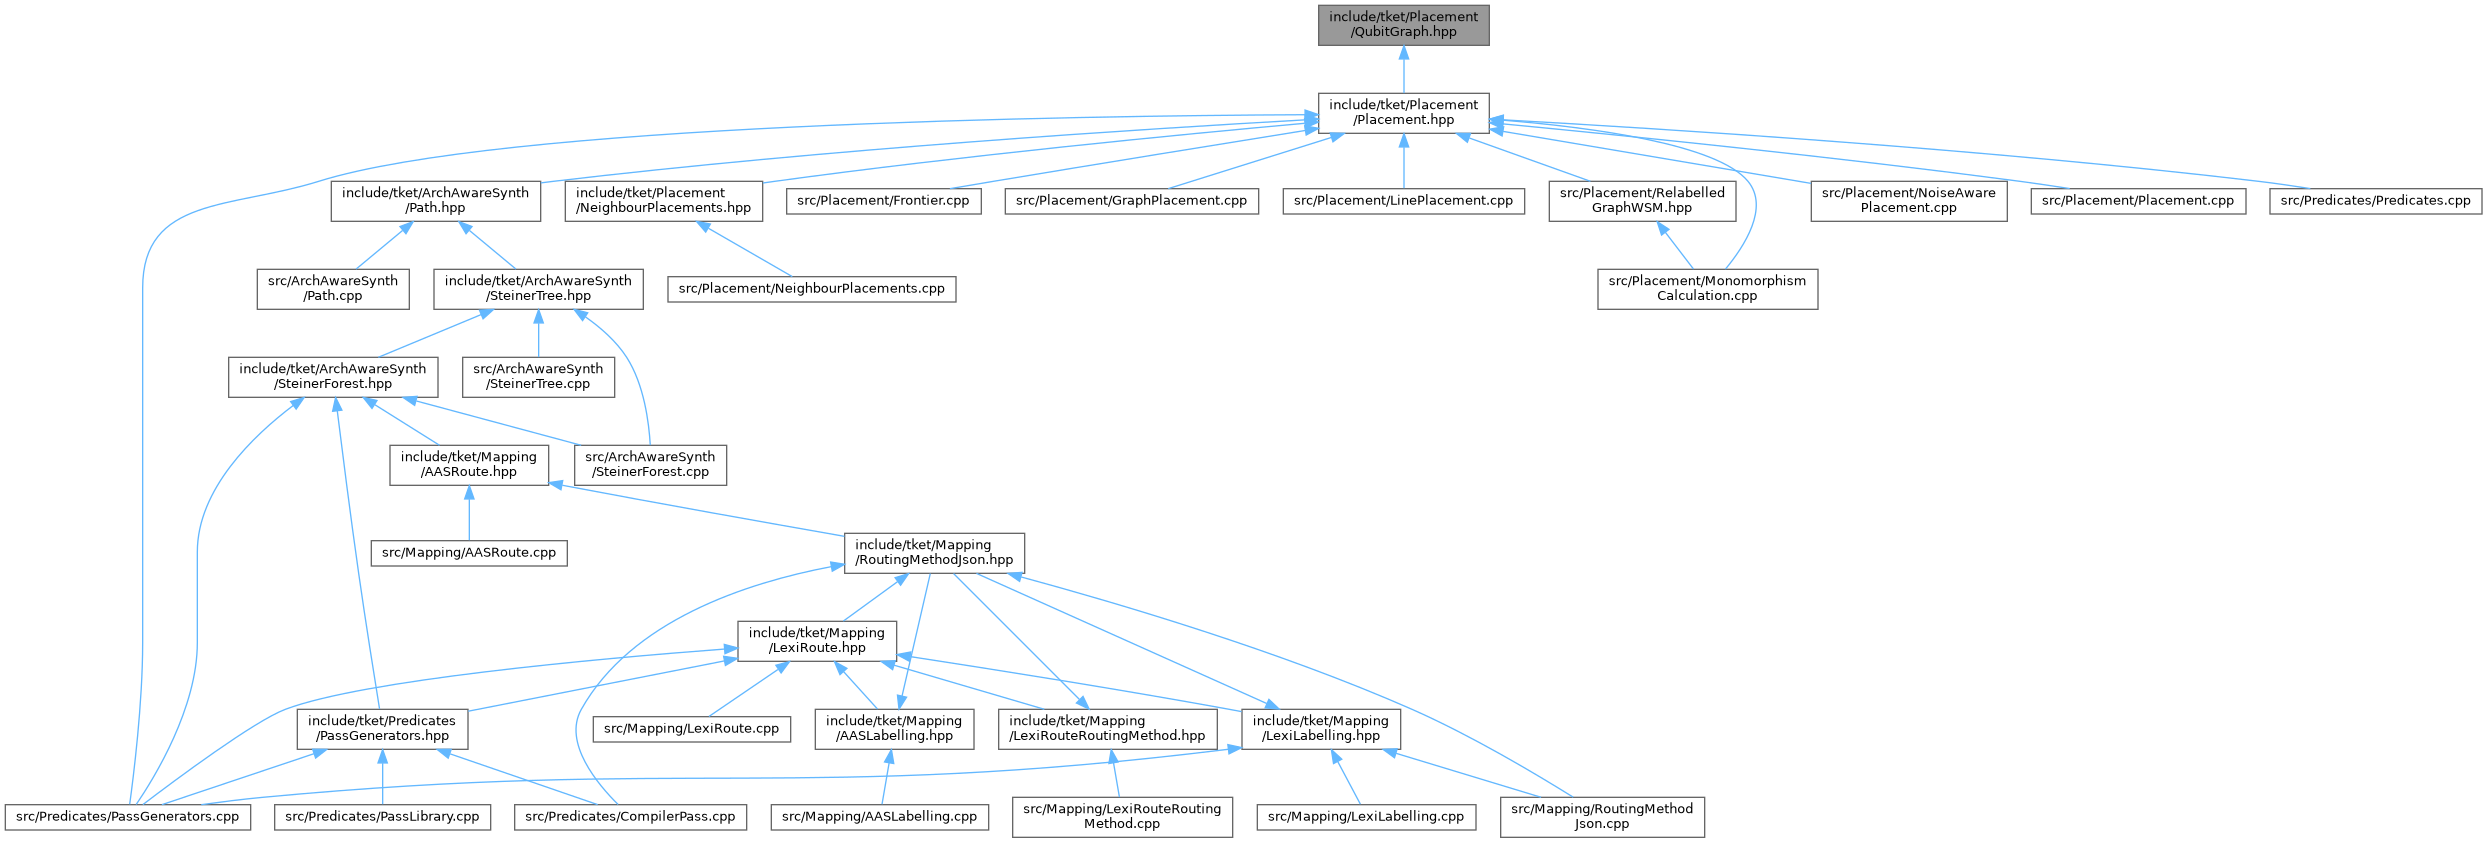 include/tket/Placement
/QubitGraph.hpp
include/tket/Placement
/Placement.hpp
include/tket/ArchAwareSynth
/Path.hpp
include/tket/Placement
/NeighbourPlacements.hpp
src/Placement/Frontier.cpp
src/Placement/GraphPlacement.cpp
src/Placement/LinePlacement.cpp
src/Placement/Relabelled
GraphWSM.hpp
src/Placement/NoiseAware
Placement.cpp
src/Placement/Placement.cpp
src/Predicates/Predicates.cpp
src/ArchAwareSynth
/Path.cpp
include/tket/ArchAwareSynth
/SteinerTree.hpp
src/Placement/NeighbourPlacements.cpp
src/Placement/Monomorphism
Calculation.cpp
include/tket/ArchAwareSynth
/SteinerForest.hpp
src/ArchAwareSynth
/SteinerTree.cpp
include/tket/Mapping
/AASRoute.hpp
src/ArchAwareSynth
/SteinerForest.cpp
src/Mapping/AASRoute.cpp
include/tket/Mapping
/RoutingMethodJson.hpp
include/tket/Mapping
/LexiRoute.hpp
include/tket/Predicates
/PassGenerators.hpp
src/Mapping/LexiRoute.cpp
include/tket/Mapping
/AASLabelling.hpp
include/tket/Mapping
/LexiRouteRoutingMethod.hpp
include/tket/Mapping
/LexiLabelling.hpp
src/Predicates/PassGenerators.cpp
src/Predicates/PassLibrary.cpp
src/Predicates/CompilerPass.cpp
src/Mapping/AASLabelling.cpp
src/Mapping/LexiRouteRouting
Method.cpp
src/Mapping/LexiLabelling.cpp
src/Mapping/RoutingMethod
Json.cpp